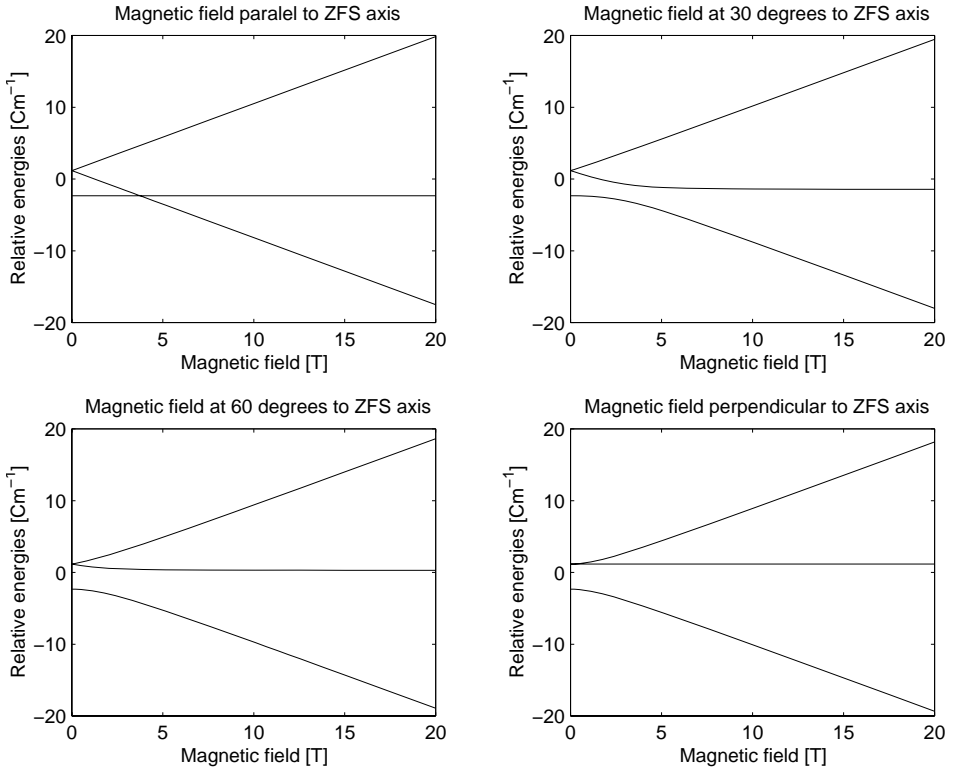 Magnetic field paralel to ZFS axis
20
10
0
−10
−20
Relative energies [Cm−1]
0 5 10 15 20
Magnetic field [T]
Magnetic field at 30 degrees to ZFS axis
20
10
0
−10
−20
Relative energies [Cm−1]
0 5 10 15 20
Magnetic field [T]
Magnetic field at 60 degrees to ZFS axis
20
10
0
−10
−20
Relative energies [Cm−1]
0 5 10 15 20
Magnetic field [T]
Magnetic field perpendicular to ZFS axis
20
10
0
−10
−20
Relative energies [Cm−1]
0 5 10 15 20
Magnetic field [T]